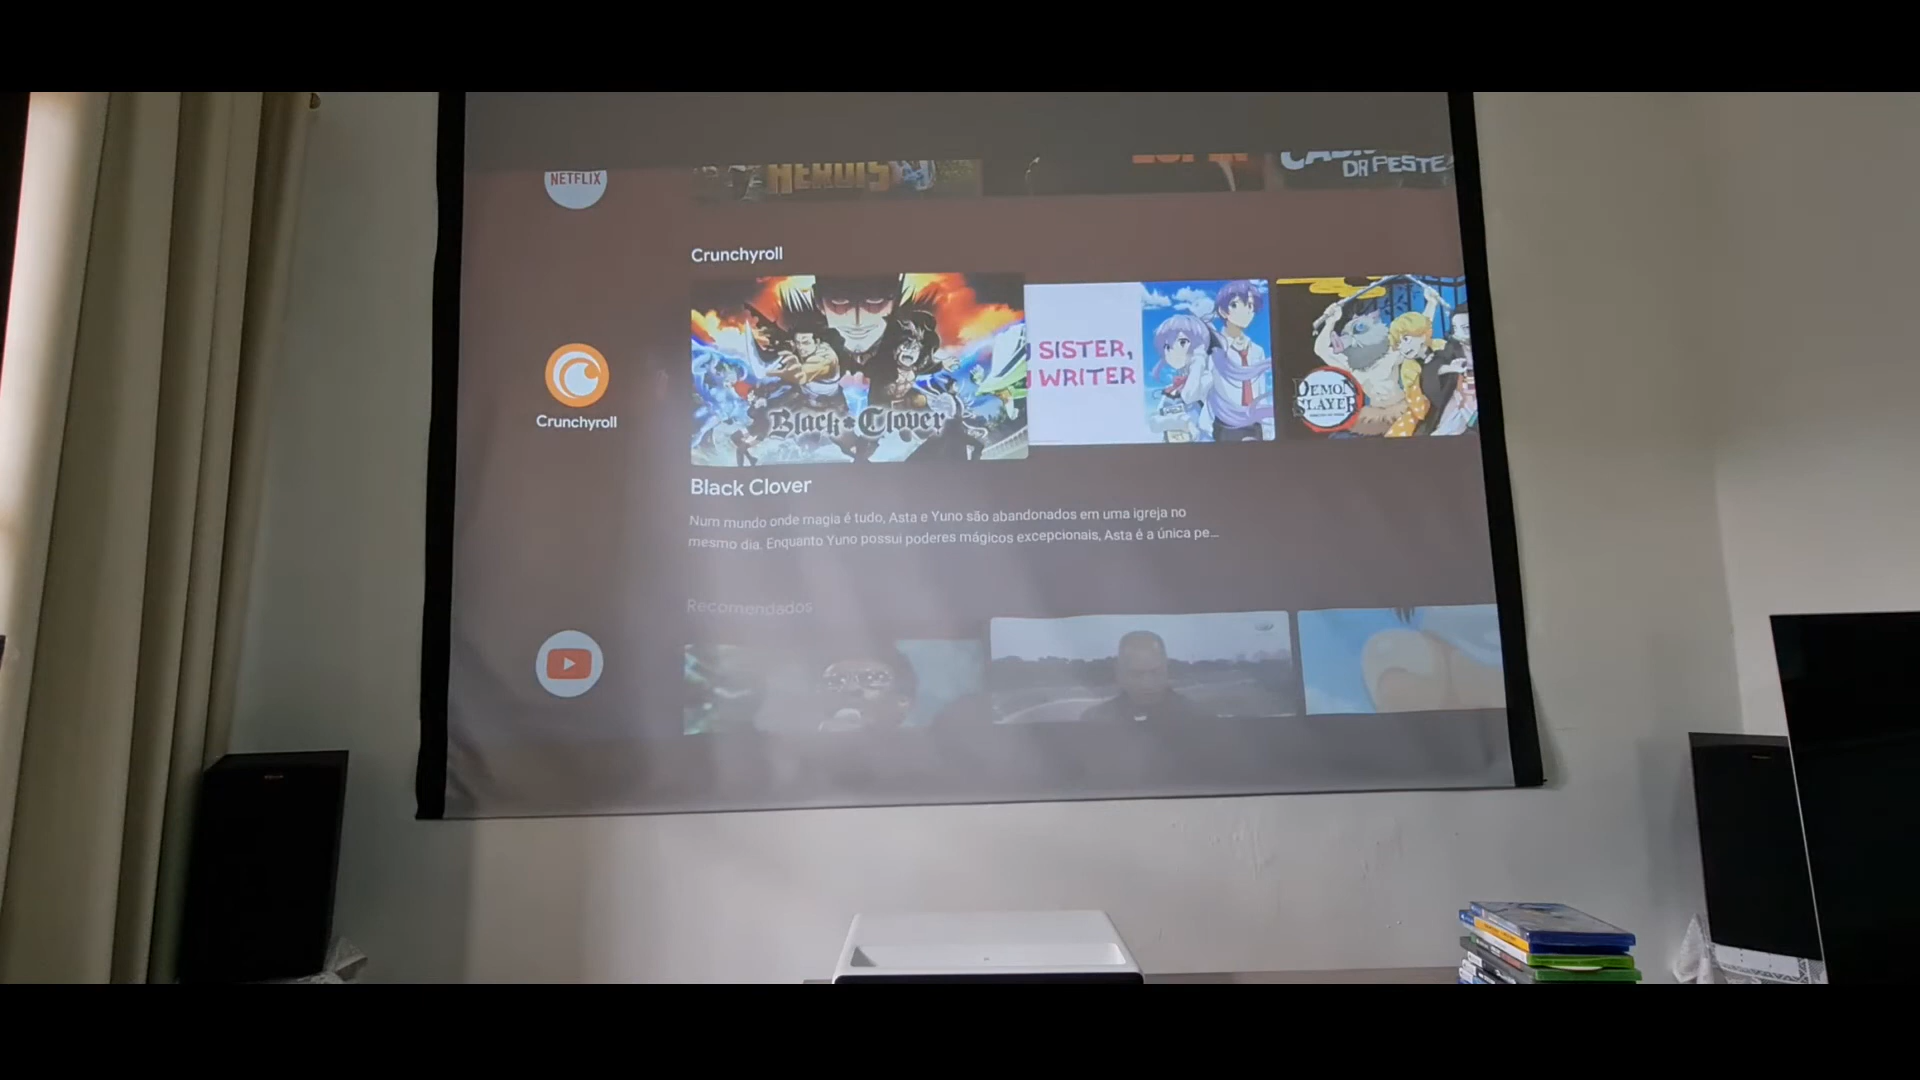 NETFLIX
HERÓIS
DA PESTE
Crunchyroll
SISTER,
WRITER
DEMON
SLAYER
Black Clover
Crunchyroll
Black Clover
Num mundo onde magia é tudo, Asta e Yuno são abandonados em uma igreja no
mesmo dia. Enquanto Yuno possui poderes mágicos excepcionais, Asta é a única pe...
Recomendados